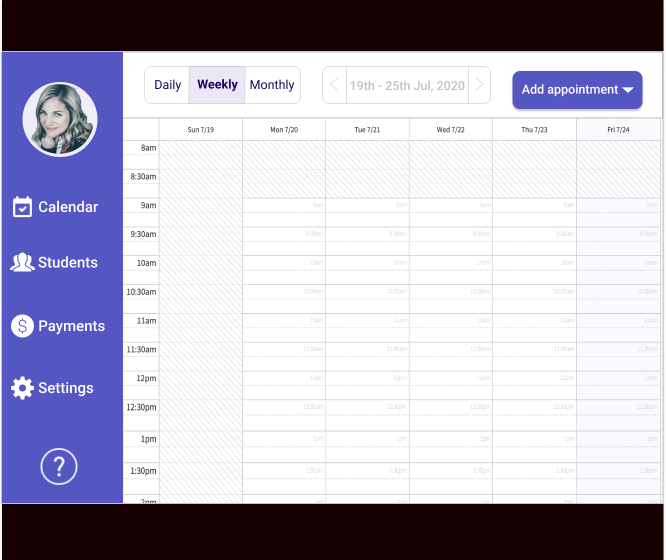 Daily Weekly Monthly
19th - 25th Jul, 2020
Add appointment
Sun 7/19 Mon 7/20 Tue 7/21 Wed 7/22 Thu 7/23 Fri 7/24
Calendar
Students
Payments
Settings
?
8am
8:30am
9am 9am 9am 9am 9am 9am
9:30am 9:30am 9:30am 9:30am 9:30am 9:30am
10am 10am 10am 10am 10am 10am
10:30am 10:30am 10:30am 10:30am 10:30am 10:30am
11am 11am 11am 11am 11am 11am
11:30am 11:30am 11:30am 11:30am 11:30am 11:30am
12pm 12pm 12pm 12pm 12pm 12pm
12:30pm 12:30pm 12:30pm 12:30pm 12:30pm 12:30pm
1pm 1pm 1pm 1pm 1pm 1pm
1:30pm 1:30pm 1:30pm 1:30pm 1:30pm 1:30pm
2pm